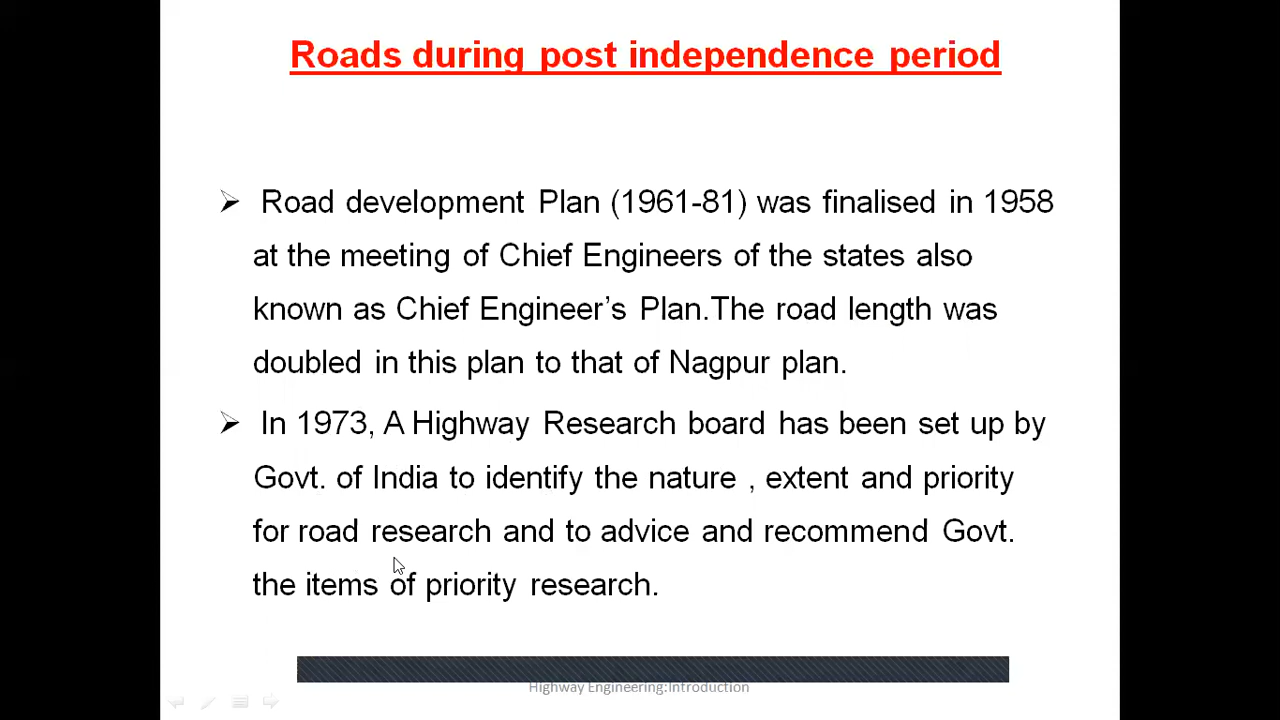 Roads during post independence period
Road development Plan (1961-81) was finalised in 1958
at the meeting of Chief Engineers of the states also
known as Chief Engineer’s Plan.The road length was
doubled in this plan to that of Nagpur plan.
In 1973, A Highway Research board has been set up by
Govt. of India to identify the nature , extent and priority
for road research and to advice and recommend Govt.
the items of priority research.
Highway Engineering:Introduction